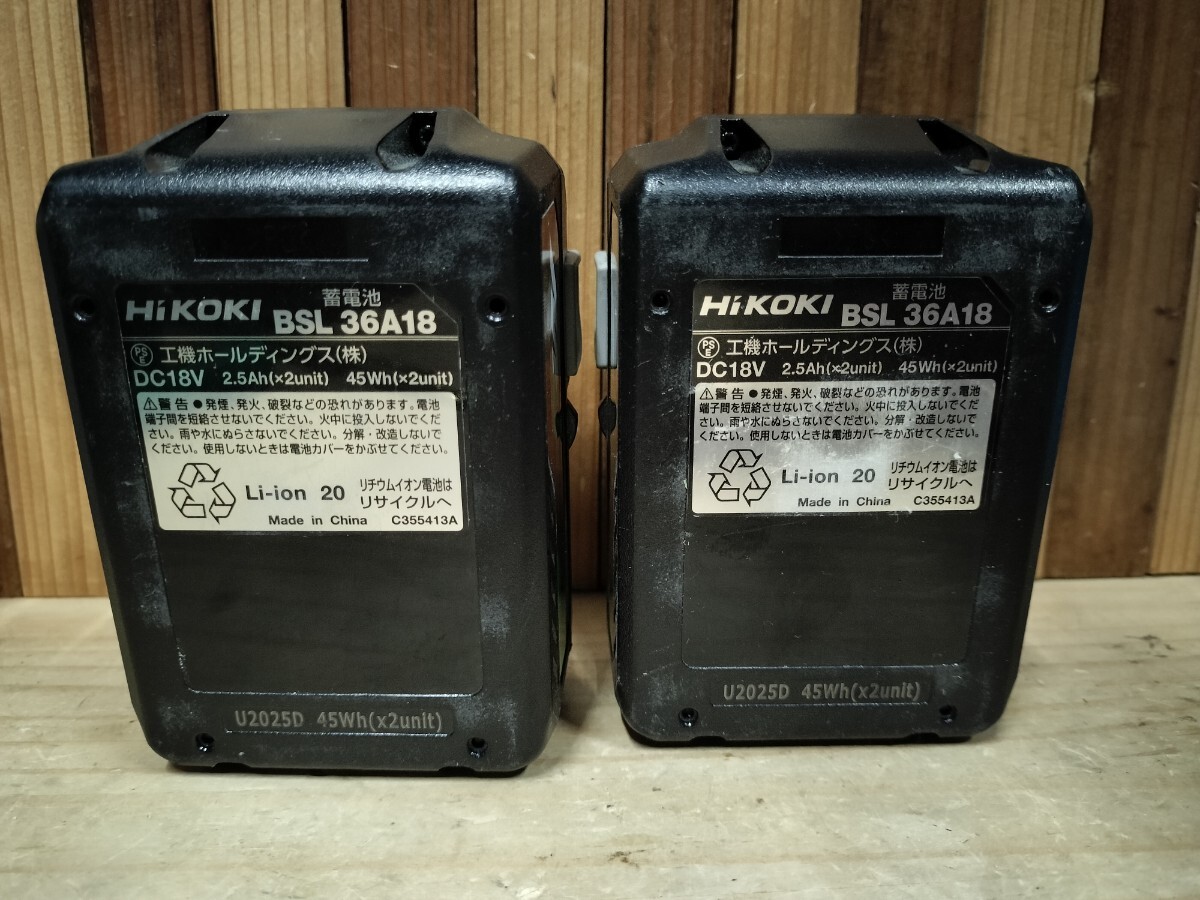 蓄電池
HiKOKI BSL 36A18
PSE 工機ホールディングス(株)
DC18V 2.5Ah(×2unit) 45Wh(×2unit)
⚠警告 ●発煙、発火、破裂などの恐れがあります。電池
端子間を短絡させないでください。火中に投入しないでくだ
さい。雨や水にぬらさないでください。分解・改造しないで
ください。使用しないときは電池カバーをかぶせてください。
Li-ion 20 リチウムイオン電池は
リサイクルへ
Made in China C355413A
U2025D 45Wh(x2unit)
蓄電池
HiKOKI BSL 36A18
PSE 工機ホールディングス(株)
DC18V 2.5Ah(×2unit) 45Wh(×2unit)
⚠警告 ●発煙、発火、破裂などの恐れがあります。電池
端子間を短絡させないでください。火中に投入しないでくだ
さい。雨や水にぬらさないでください。分解・改造しないで
ください。使用しないときは電池カバーをかぶせてください。
Li-ion 20 リチウムイオン電池は
リサイクルへ
Made in China C355413A
U2025D 45Wh(x2unit)